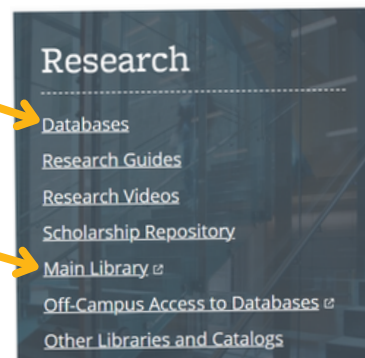 Research
Databases
Research Guides
Research Videos
Scholarship Repository
Main Library
Off-Campus Access to Databases
Other Libraries and Catalogs